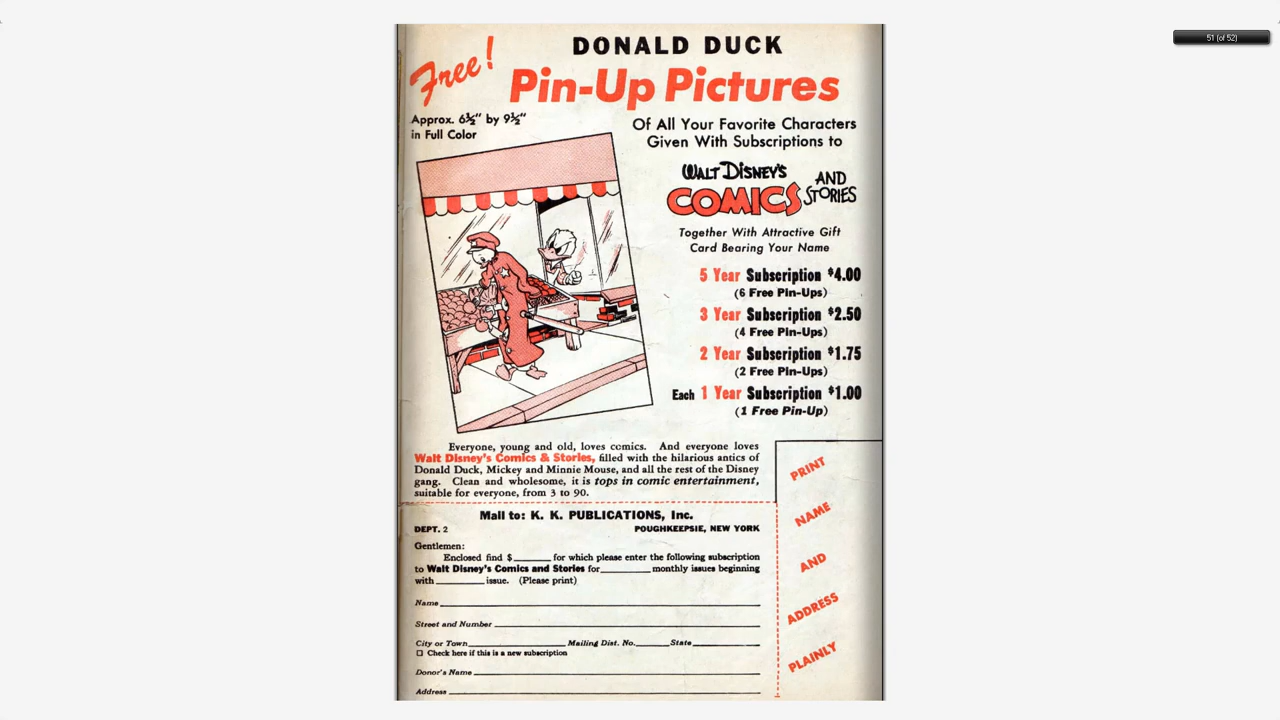 51 (of 52)
Free!
DONALD DUCK
Pin-Up Pictures
Approx. 6½" by 9½"
in Full Color
Of All Your Favorite Characters
Given With Subscriptions to
WALT DISNEY'S
COMICS AND
STORIES
Together With Attractive Gift
Card Bearing Your Name
5 Year Subscription $4.00
(6 Free Pin-Ups)
3 Year Subscription $2.50
(4 Free Pin-Ups)
2 Year Subscription $1.75
(2 Free Pin-Ups)
Each 1 Year Subscription $1.00
(1 Free Pin-Up)
Everyone, young and old, loves comics. And everyone loves
Walt Disney's Comics & Stories, filled with the hilarious antics of
Donald Duck, Mickey and Minnie Mouse, and all the rest of the Disney
gang. Clean and wholesome, it is tops in comic entertainment,
suitable for everyone, from 3 to 90.
Mail to: K. K. PUBLICATIONS, Inc.
DEPT. 2 POUGHKEEPSIE, NEW YORK
Gentlemen:
Enclosed find $______ for which please enter the following subscription
to Walt Disney's Comics and Stories for________ monthly issues beginning
with ________ issue. (Please print)
Name
Street and Number
City or Town________ Mailing Dist. No.______State________
☐ Check here if this is a new subscription
Donor's Name
Address
PRINT
NAME
AND
ADDRESS
PLAINLY